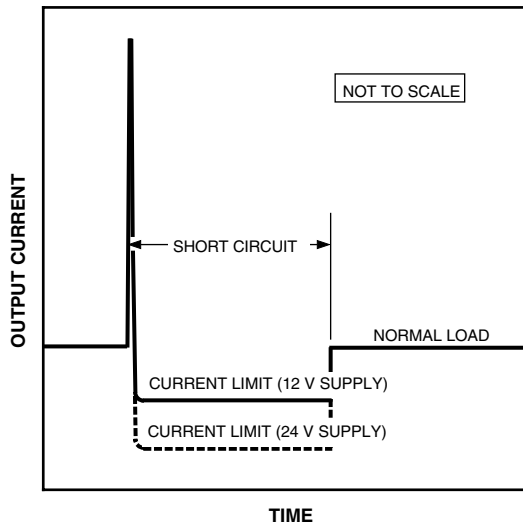 NOT TO SCALE
OUTPUT CURRENT
SHORT CIRCUIT
NORMAL LOAD
CURRENT LIMIT (12 V SUPPLY)
CURRENT LIMIT (24 V SUPPLY)
TIME